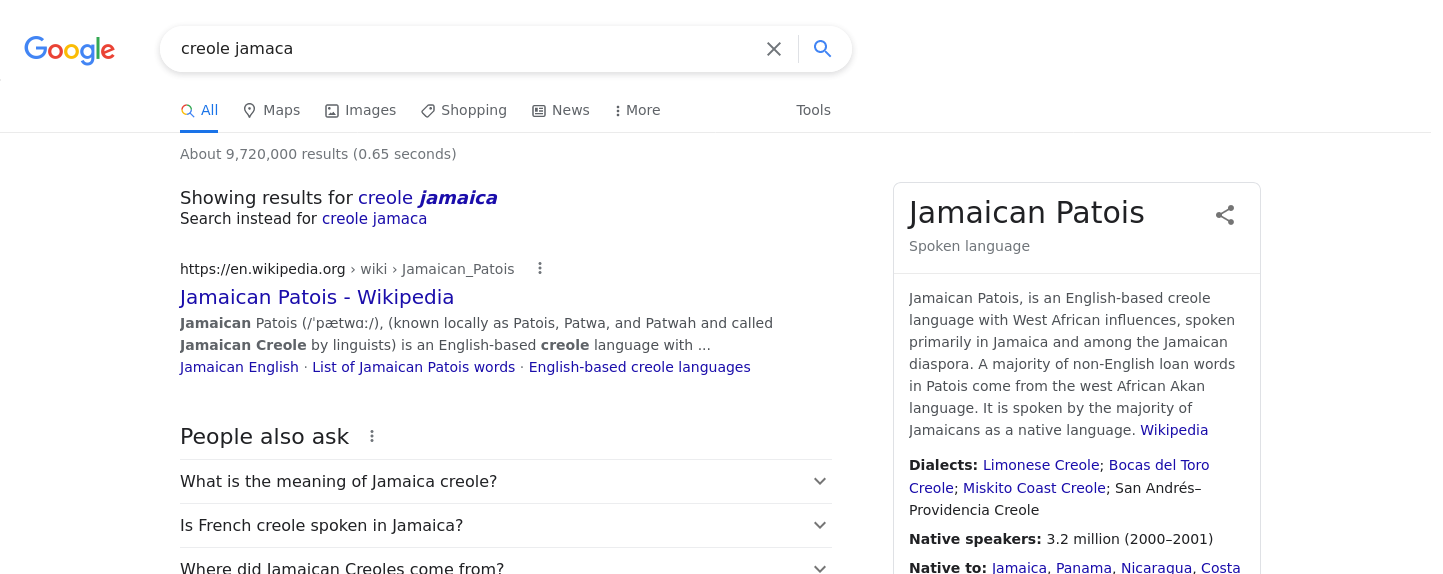 Google
creole jamaca
All Maps Images Shopping News More Tools
About 9,720,000 results (0.65 seconds)
Showing results for creole jamaica
Search instead for creole jamaca
https://en.wikipedia.org › wiki › Jamaican_Patois
Jamaican Patois - Wikipedia
Jamaican Patois (/ˈpætwɑː/), (known locally as Patois, Patwa, and Patwah and called
Jamaican Creole by linguists) is an English-based creole language with ...
Jamaican English · List of Jamaican Patois words · English-based creole languages
People also ask
What is the meaning of Jamaica creole?
Is French creole spoken in Jamaica?
Where did Jamaican Creoles come from?
Jamaican Patois
Spoken language
Jamaican Patois, is an English-based creole
language with West African influences, spoken
primarily in Jamaica and among the Jamaican
diaspora. A majority of non-English loan words
in Patois come from the west African Akan
language. It is spoken by the majority of
Jamaicans as a native language. Wikipedia
Dialects: Limonese Creole; Bocas del Toro
Creole; Miskito Coast Creole; San Andrés–
Providencia Creole
Native speakers: 3.2 million (2000–2001)
Native to: Jamaica, Panama, Nicaragua, Costa